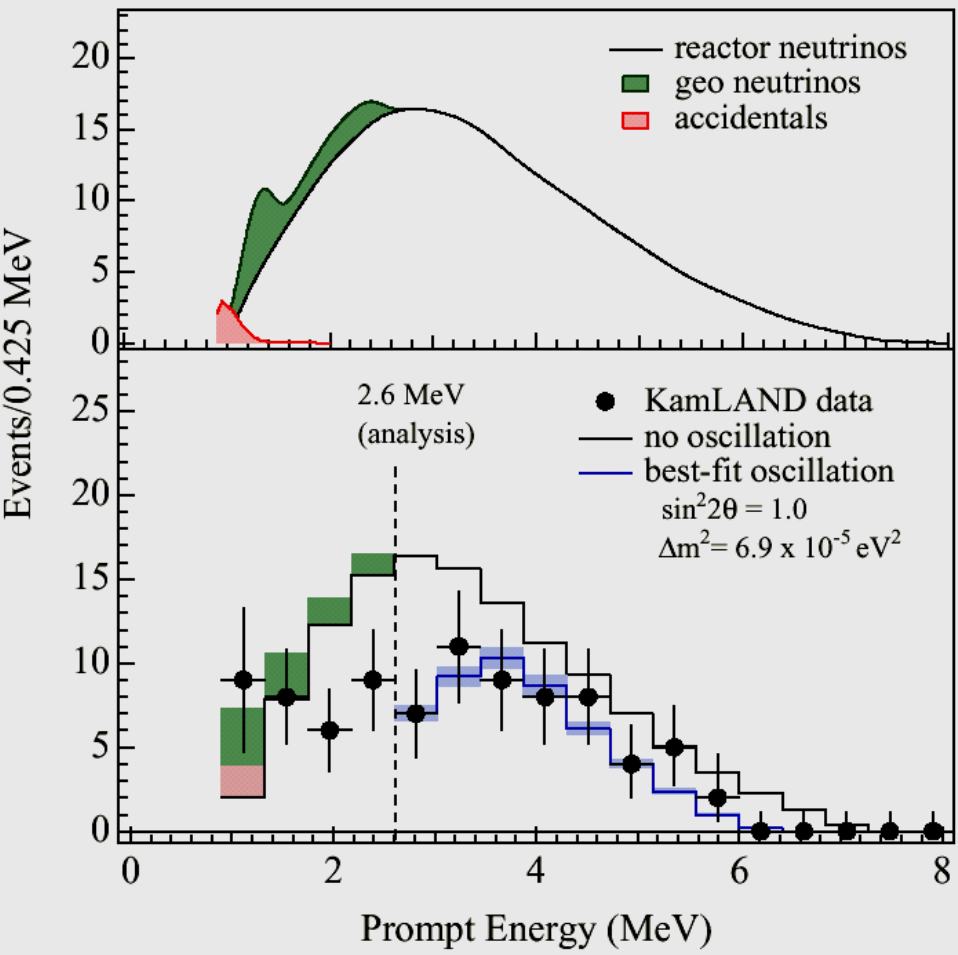 Events/0.425 MeV
20
15
10
5
0
reactor neutrinos
geo neutrinos
accidentals
25
20
15
10
5
0
2.6 MeV
(analysis)
KamLAND data
no oscillation
best-fit oscillation
sin²2θ = 1.0
Δm²= 6.9 x 10⁻⁵ eV²
0 2 4 6 8
Prompt Energy (MeV)